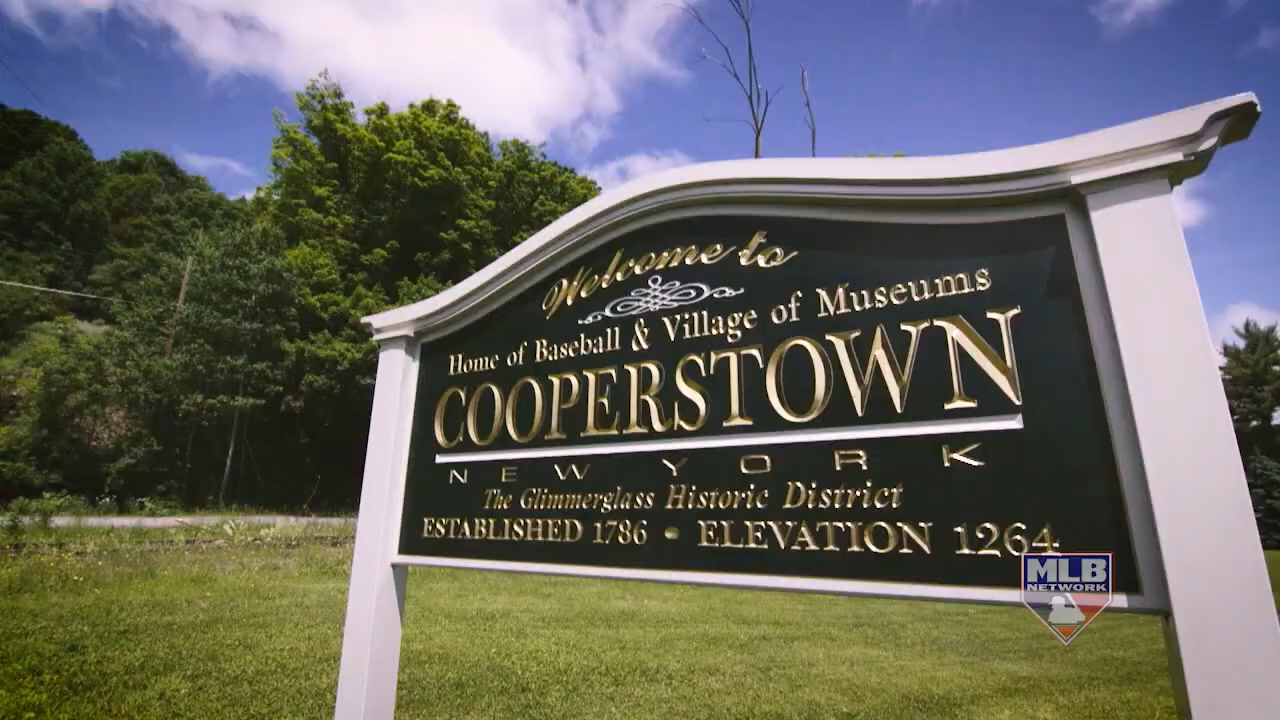 Welcome to
Home of Baseball & Village of Museums
COOPERSTOWN
NEW YORK
The Glimmerglass Historic District
ESTABLISHED 1786 • ELEVATION 1264
MLB
NETWORK